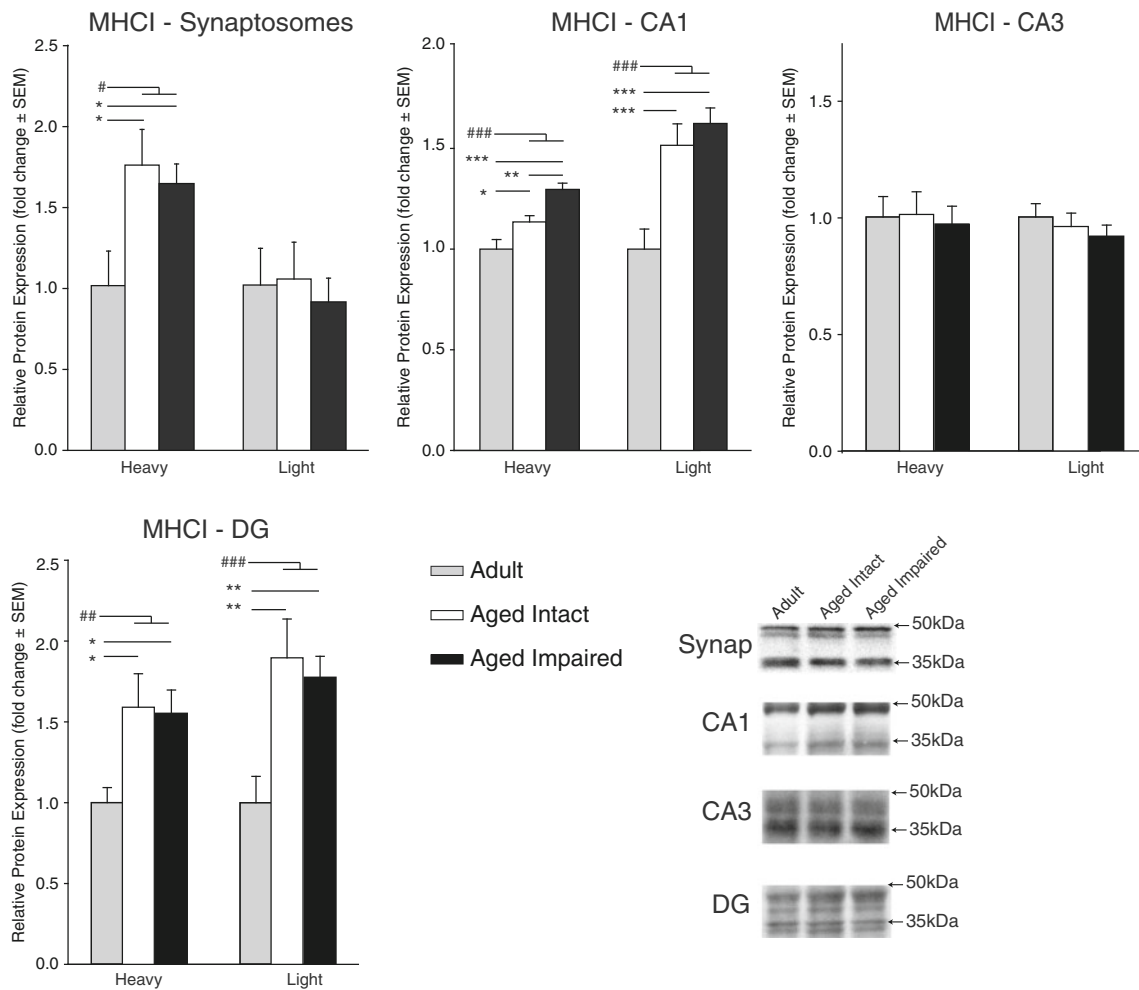 MHCI - Synaptosomes
Relative Protein Expression (fold change ± SEM)
2.5
2.0
1.5
1.0
0.5
0.0
#
*
*
Heavy
Light
MHCI - CA1
Relative Protein Expression (fold change ± SEM)
2.0
1.5
1.0
0.5
0.0
###
***
**
*
###
***
***
Heavy
Light
MHCI - CA3
Relative Protein Expression (fold change ± SEM)
1.5
1.0
0.5
0.0
Heavy
Light
MHCI - DG
Relative Protein Expression (fold change ± SEM)
2.5
2.0
1.5
1.0
0.5
0.0
##
*
*
###
**
**
Heavy
Light
Adult
Aged Intact
Aged Impaired
Adult
Aged Intact
Aged Impaired
Synap
←50kDa
←35kDa
CA1
←50kDa
←35kDa
CA3
←50kDa
←35kDa
DG
←50kDa
←35kDa